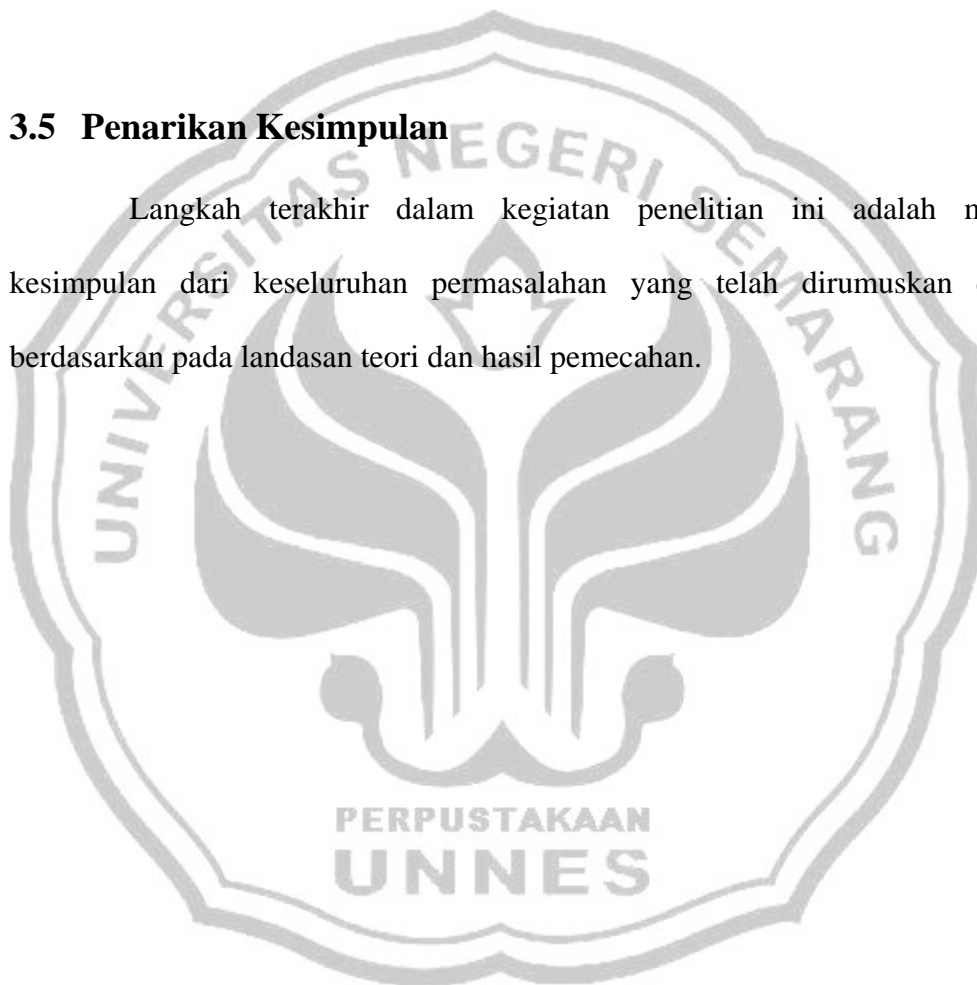 3.5 Penarikan Kesimpulan
Langkah terakhir dalam kegiatan penelitian ini adalah
kesimpulan dari keseluruhan permasalahan yang telah dirumuskan
berdasarkan pada landasan teori dan hasil pemecahan.
UNIVERSITAS NEGERI SEMARANG
PERPUSTAKAAN
UNNES